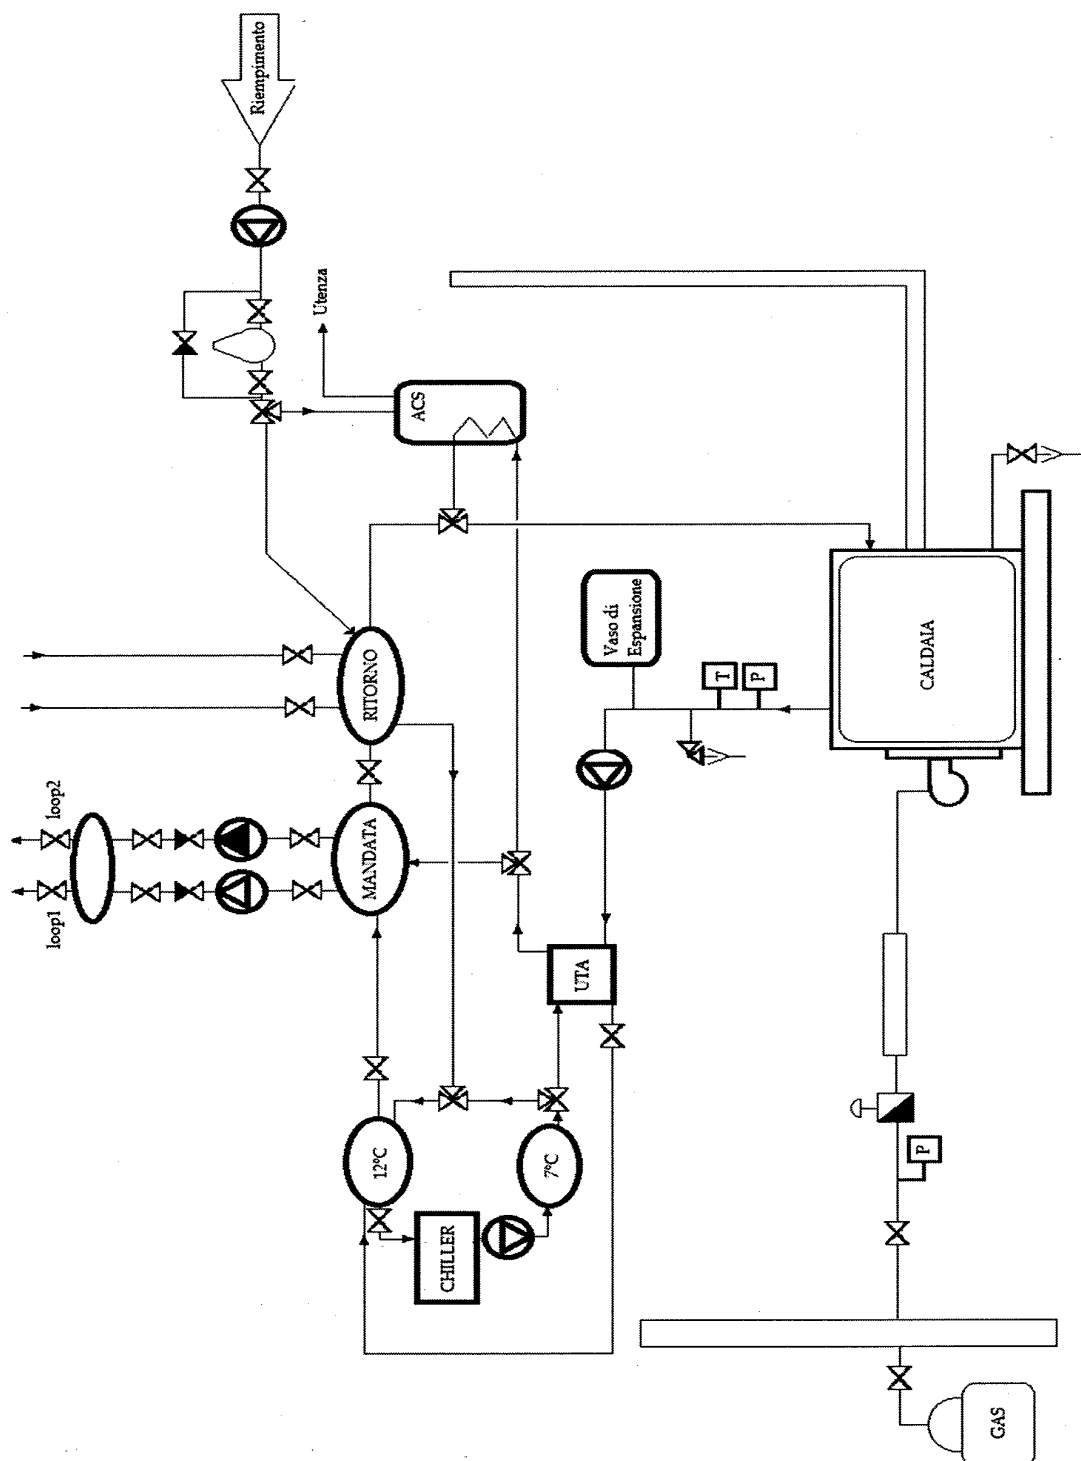 Riempimento
Utenza
ACS
loop2
loop1
RITORNO
MANDATA
Vaso di
Espansione
T
P
CALDAIA
UTA
12°C
7°C
CHILLER
P
GAS